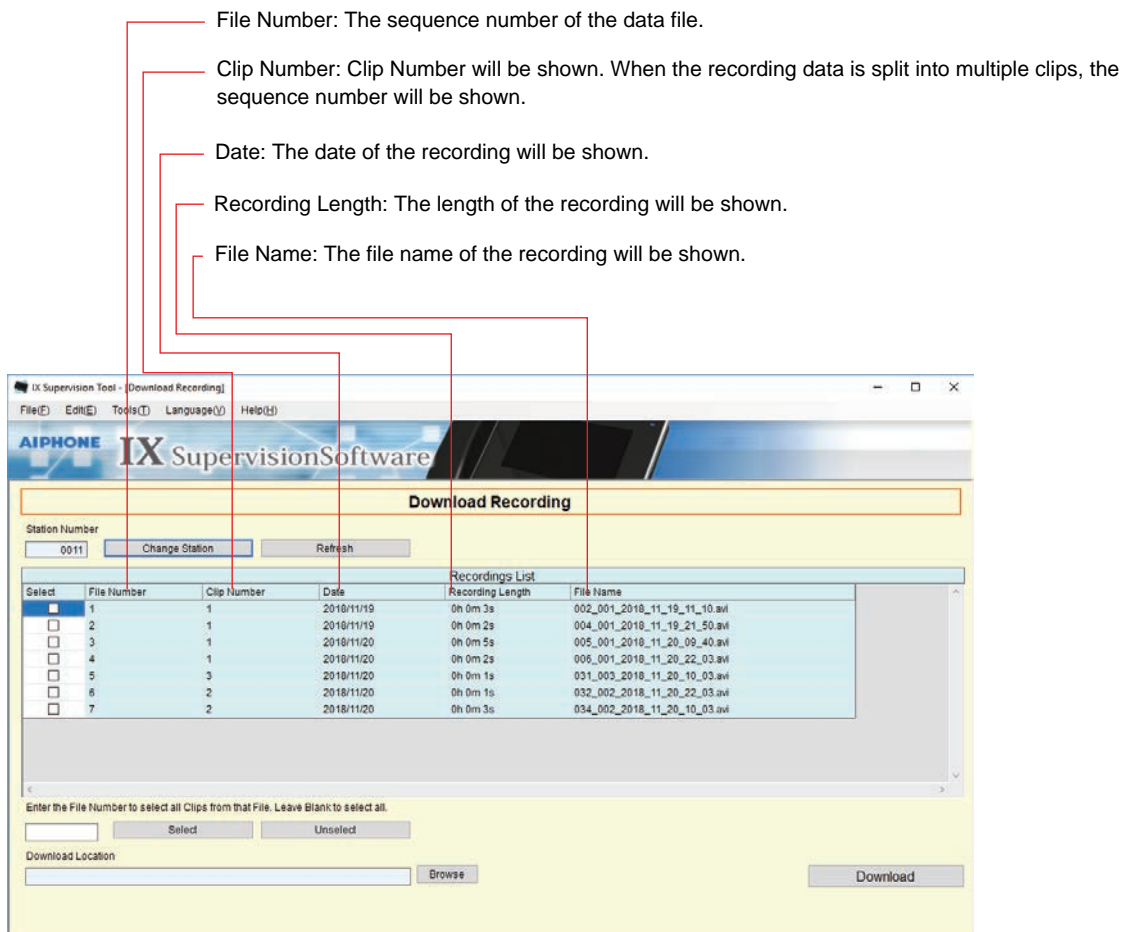 File Number: The sequence number of the data file.
Clip Number: Clip Number will be shown. When the recording data is split into multiple clips, the
sequence number will be shown.
Date: The date of the recording will be shown.
Recording Length: The length of the recording will be shown.
File Name: The file name of the recording will be shown.
IX Supervision Tool - [Download Recording]
File(F) Edit(E) Tools(T) Language(V) Help(H)
AIPHONE IX SupervisionSoftware
Download Recording
Station Number
0011 Change Station Refresh
Recordings List
Select File Number Clip Number Date Recording Length File Name
1 1 2018/11/19 0h 0m 3s 002_001_2018_11_19_11_10.avi
2 1 2018/11/19 0h 0m 2s 004_001_2018_11_19_21_50.avi
3 1 2018/11/20 0h 0m 5s 005_001_2018_11_20_09_40.avi
4 1 2018/11/20 0h 0m 2s 006_001_2018_11_20_22_03.avi
5 3 2018/11/20 0h 0m 1s 031_003_2018_11_20_10_03.avi
6 2 2018/11/20 0h 0m 1s 032_002_2018_11_20_22_03.avi
7 2 2018/11/20 0h 0m 3s 034_002_2018_11_20_10_03.avi
Enter the File Number to select all Clips from that File. Leave Blank to select all.
Select Unselect
Download Location
Browse Download